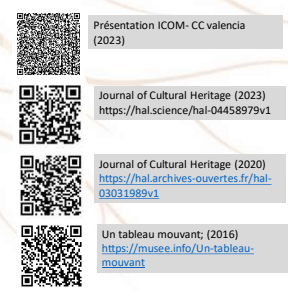 Présentation ICOM- CC valencia
(2023)
Journal of Cultural Heritage (2023)
https://hal.science/hal-04458979v1
Journal of Cultural Heritage (2020)
https://hal.archives-ouvertes.fr/hal-
03031989v1
Un tableau mouvant; (2016)
https://musee.info/Un-tableau-
mouvant